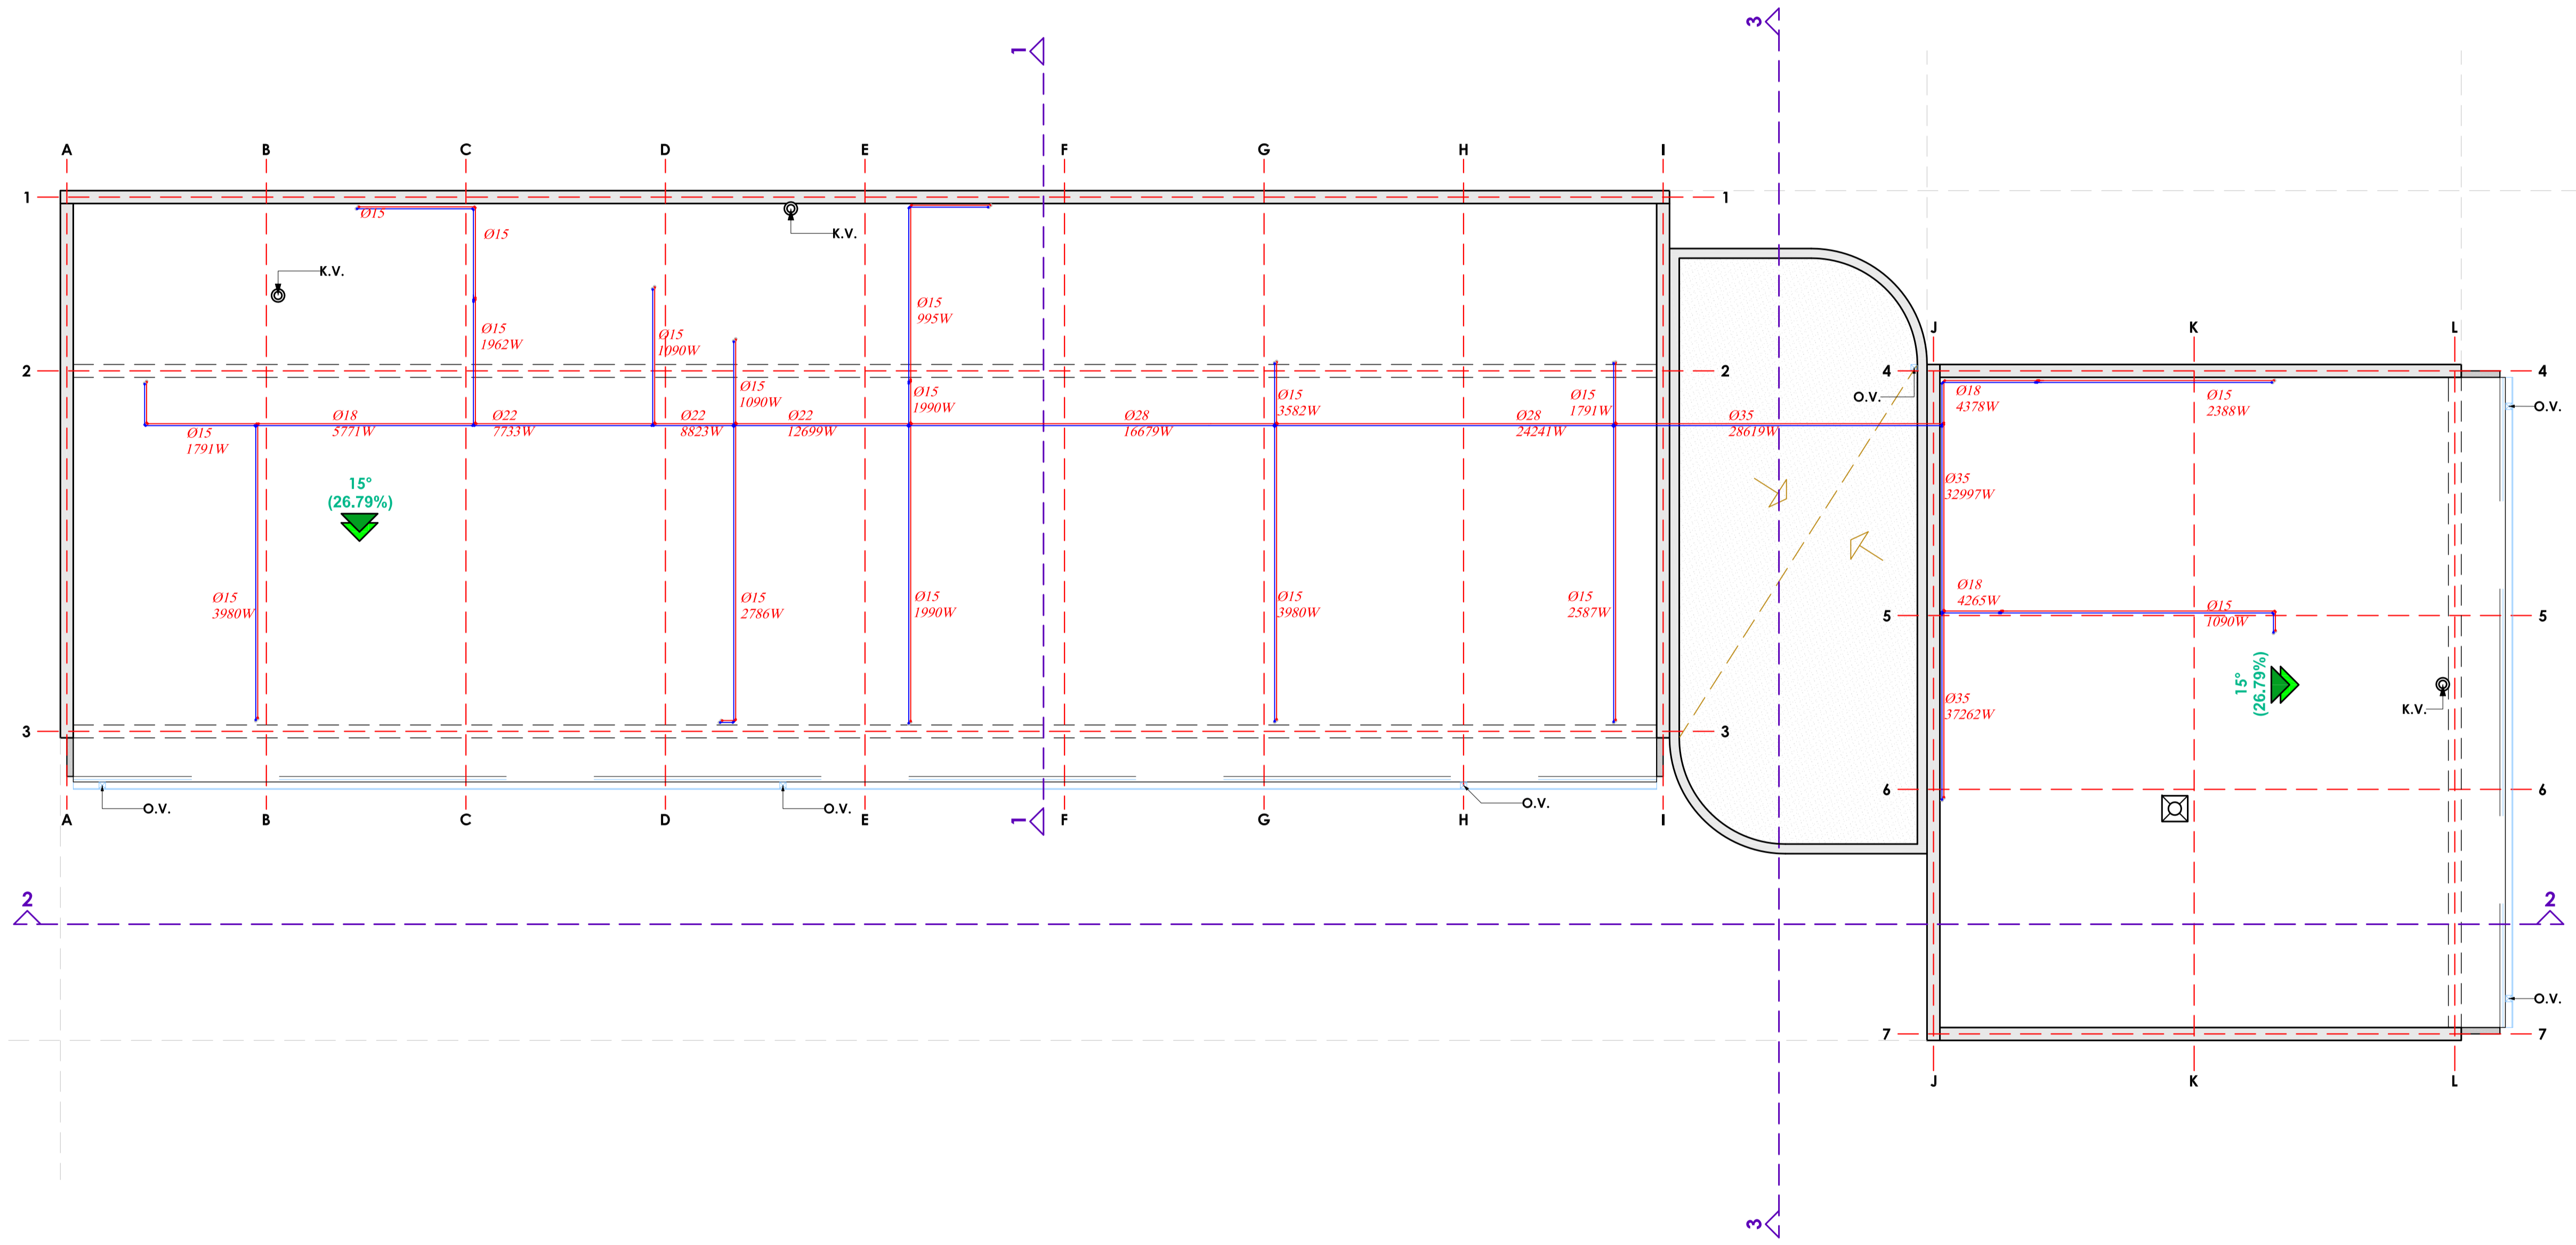 3
1
A
B
C
D
E
F
G
H
I
1
1
Ø15
Ø15
K.V.
K.V.
Ø15
995W
Ø15
1962W
Ø15
1090W
J
K
L
2
2
4
4
Ø15
1090W
Ø15
1990W
Ø15
3582W
Ø15
1791W
O.V.
Ø18
4378W
Ø15
2388W
O.V.
Ø15
1791W
Ø18
5771W
Ø22
7733W
Ø22
8823W
Ø22
12699W
Ø28
16679W
Ø28
24241W
Ø35
28619W
15°
(26.79%)
Ø35
32997W
Ø15
3980W
Ø15
2786W
Ø15
1990W
Ø15
3980W
Ø15
2587W
Ø18
4265W
Ø15
1090W
5
5
15°
(26.79%)
Ø35
37262W
K.V.
3
3
6
6
O.V.
O.V.
O.V.
A
B
C
D
E
1
F
G
H
I
2
2
O.V.
7
7
J
K
L
3